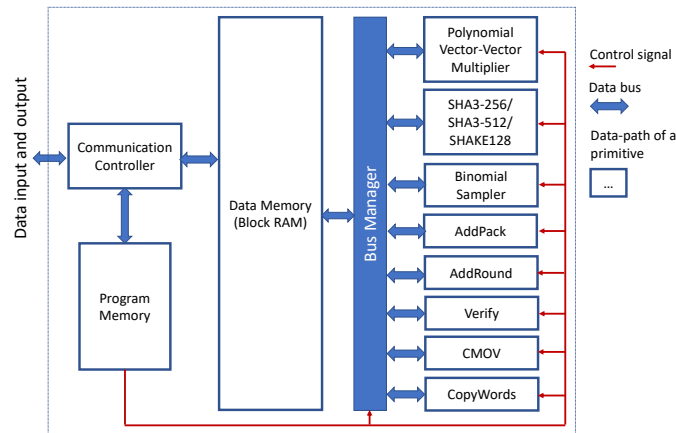 Data input and output
Communication
Controller
Program
Memory
Data Memory
(Block RAM)
Bus Manager
Polynomial
Vector-Vector
Multiplier
SHA3-256/
SHA3-512/
SHAKE128
Binomial
Sampler
AddPack
AddRound
Verify
CMOV
CopyWords
Control signal
Data bus
Data-path of a
primitive
...